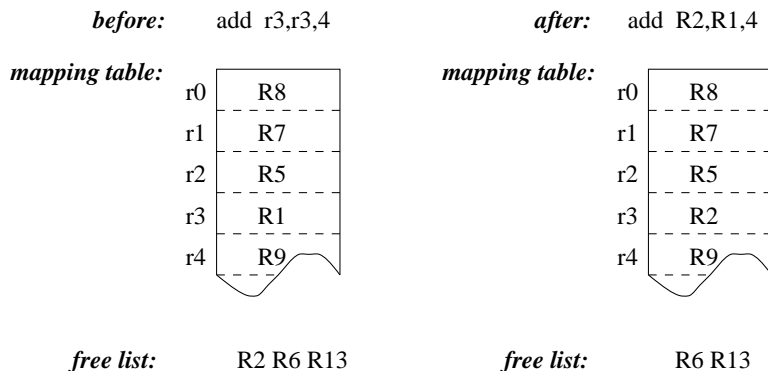 before: add r3,r3,4
mapping table:
r0 R8
r1 R7
r2 R5
r3 R1
r4 R9
free list: R2 R6 R13
after: add R2,R1,4
mapping table:
r0 R8
r1 R7
r2 R5
r3 R2
r4 R9
free list: R6 R13